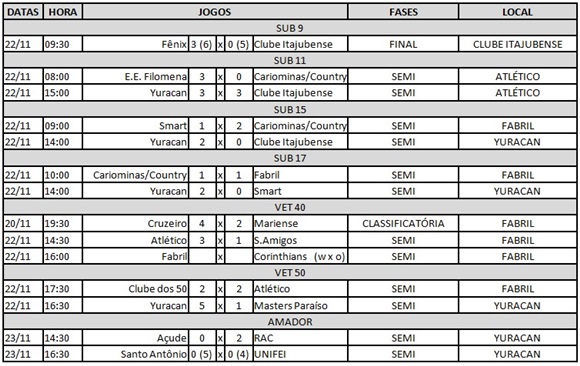 DATAS HORA JOGOS FASES LOCAL
SUB 9
22/11 09:30 Fênix 3 (6) x 0 (5) Clube Itajubense FINAL CLUBE ITAJUBENSE
SUB 11
22/11 08:00 E.E. Filomena 3 x 0 Cariominas/Country SEMI ATLÉTICO
22/11 15:00 Yuracan 3 x 3 Clube Itajubense SEMI ATLÉTICO
SUB 15
22/11 09:00 Smart 1 x 2 Cariominas/Country SEMI FABRIL
22/11 14:00 Yuracan 2 x 0 Clube Itajubense SEMI YURACAN
SUB 17
22/11 10:00 Cariominas/Country 1 x 1 Fabril SEMI FABRIL
22/11 14:00 Yuracan 2 x 0 Smart SEMI YURACAN
VET 40
20/11 19:30 Cruzeiro 4 x 2 Mariense CLASSIFICATÓRIA FABRIL
22/11 14:30 Atlético 3 x 1 S.Amigos SEMI FABRIL
22/11 16:00 Fabril x Corinthians (w x o) SEMI FABRIL
VET 50
22/11 17:30 Clube dos 50 2 x 2 Atlético SEMI FABRIL
22/11 16:30 Yuracan 5 x 1 Masters Paraíso SEMI YURACAN
AMADOR
23/11 14:30 Açude 0 x 2 RAC SEMI YURACAN
23/11 16:30 Santo Antônio 0 (5) x 0 (4) UNIFEI SEMI YURACAN